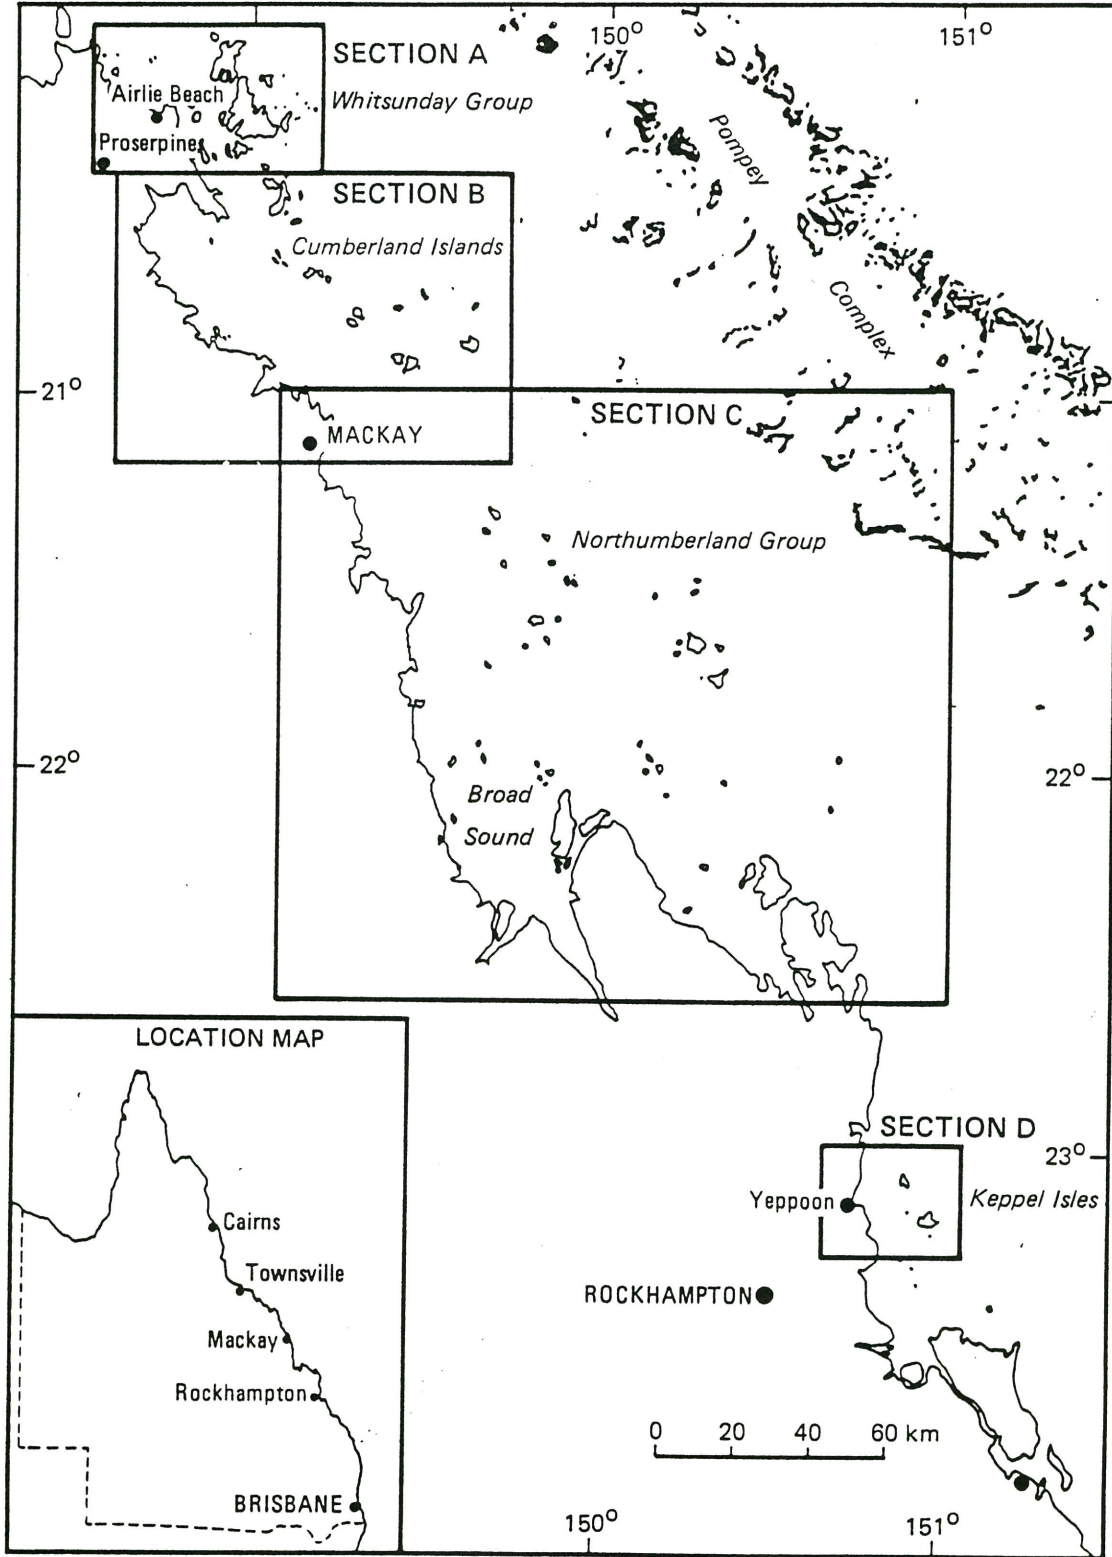 150° 151°
SECTION A
Whitsunday Group
Airlie Beach
Proserpine
SECTION B
Cumberland Islands
Pompey
Complex
21°
SECTION C
MACKAY
Northumberland Group
22° 22°
Broad
Sound
LOCATION MAP
SECTION D
23°
Yeppoon
Keppel Isles
Cairns
Townsville
ROCKHAMPTON
Mackay
Rockhampton
0 20 40 60 km
BRISBANE
150° 151°